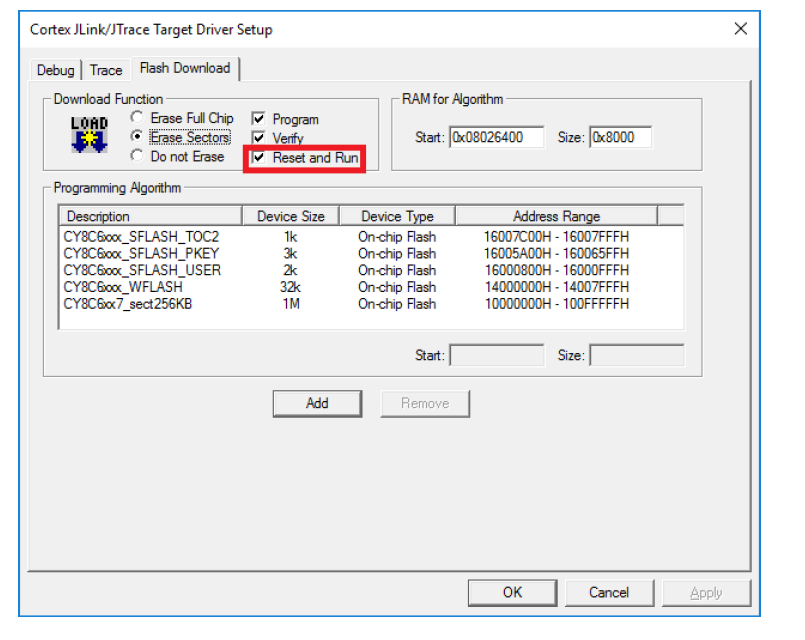 Cortex JLink/JTrace Target Driver Setup
Debug Trace Flash Download
Download Function
LOAD
Erase Full Chip
Erase Sectors
Do not Erase
Program
Verify
Reset and Run
RAM for Algorithm
Start: 0x08026400 Size: 0x8000
Programming Algorithm
Description Device Size Device Type Address Range
CY8C6xxx_SFLASH_TOC2 1k On-chip Flash 16007C00H - 16007FFFH
CY8C6xxx_SFLASH_PKEY 3k On-chip Flash 16005A00H - 160065FFH
CY8C6xxx_SFLASH_USER 2k On-chip Flash 16000800H - 16000FFFH
CY8C6xxx_WFLASH 32k On-chip Flash 14000000H - 14007FFFH
CY8C6xx7_sect256KB 1M On-chip Flash 10000000H - 100FFFFFH
Start: Size:
Add Remove
OK Cancel Apply